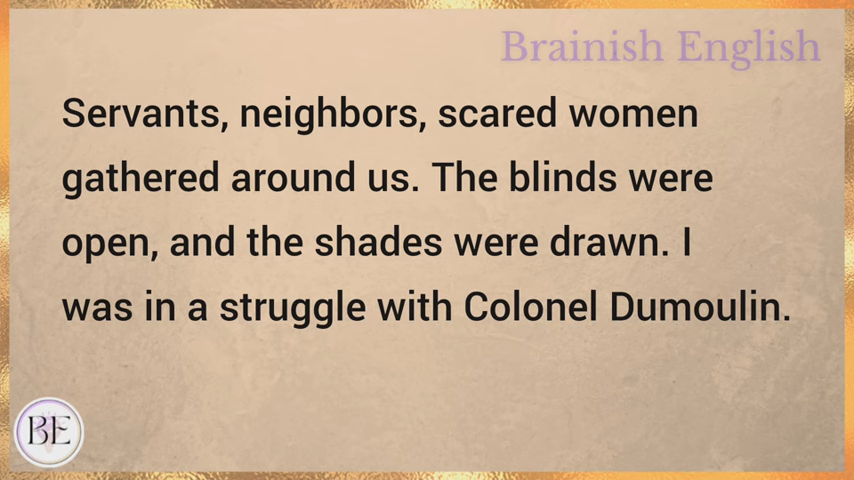 Brainish English
Servants, neighbors, scared women
gathered around us. The blinds were
open, and the shades were drawn. I
was in a struggle with Colonel Dumoulin.
BE